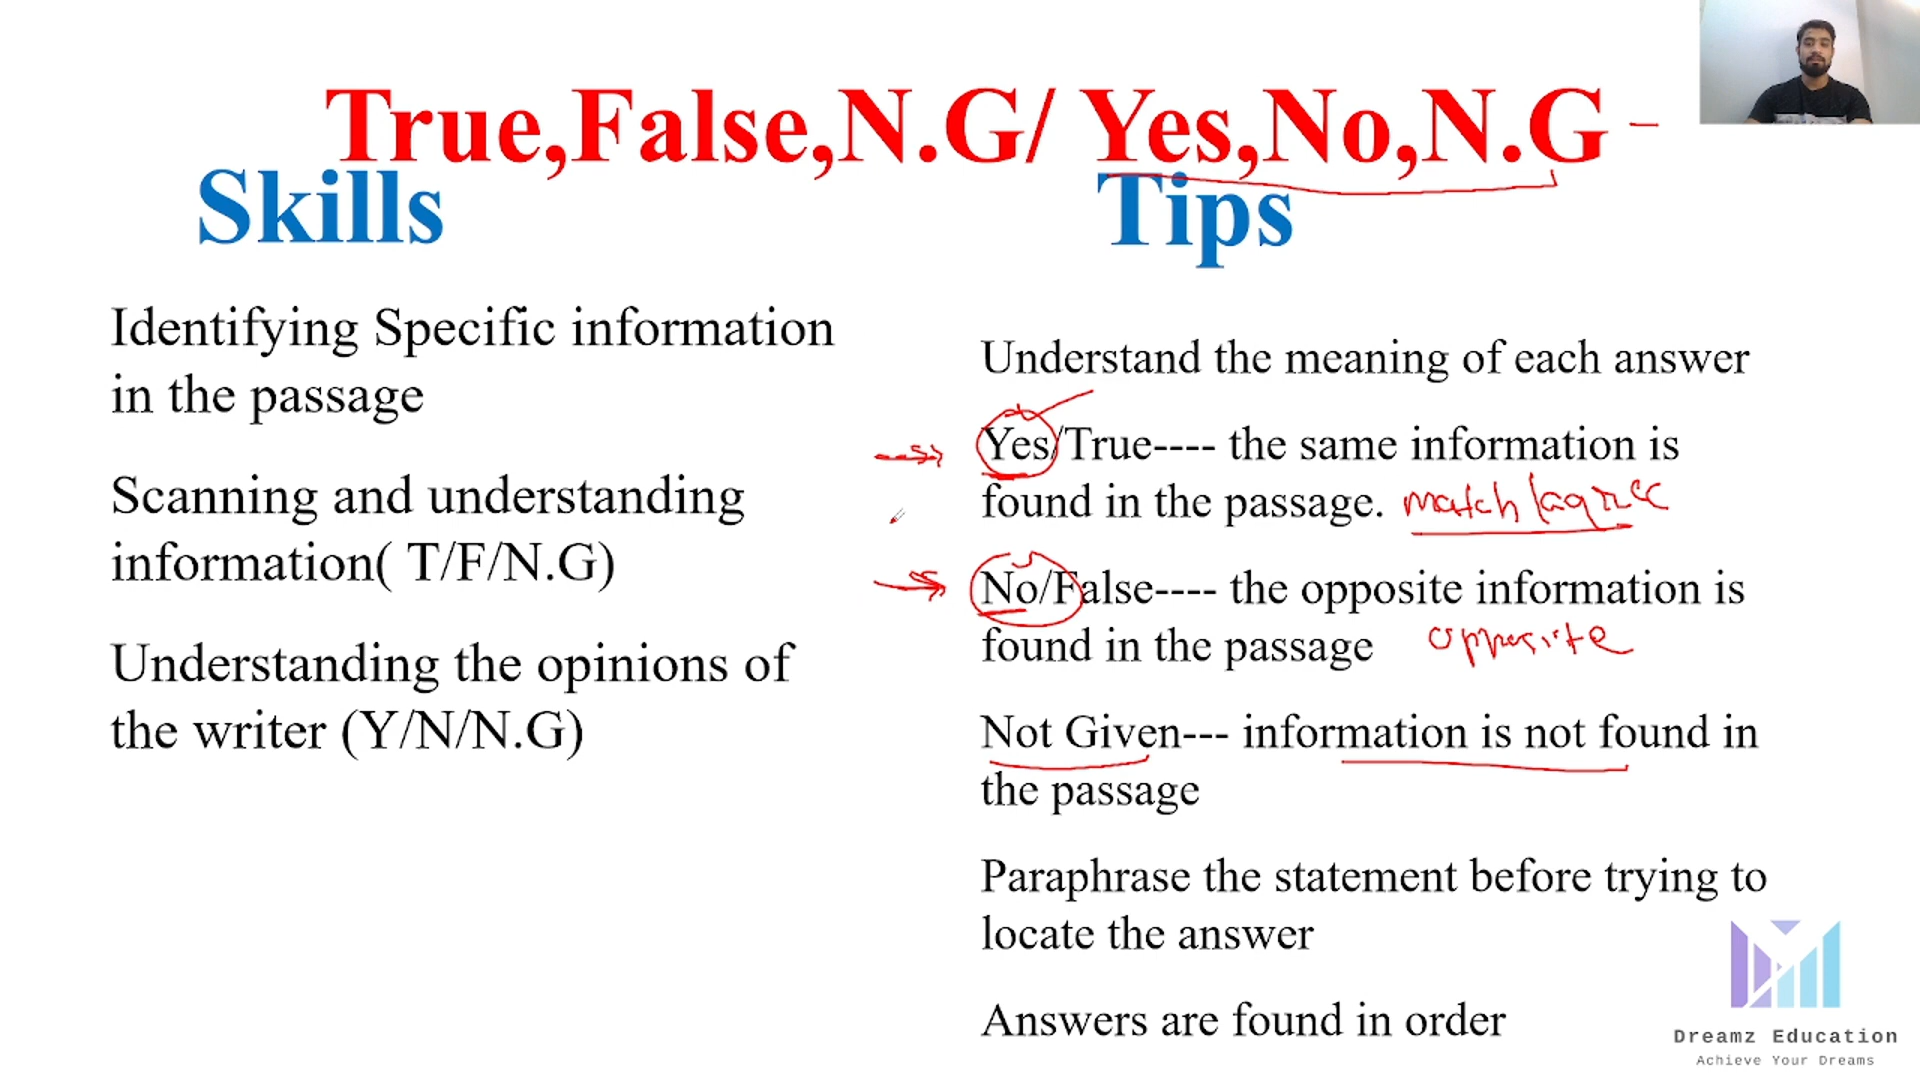 True,False,N.G/ Yes,No,N.G
Skills
Identifying Specific information
in the passage
Scanning and understanding
information( T/F/N.G)
Understanding the opinions of
the writer (Y/N/N.G)
Tips
Understand the meaning of each answer
Yes/True---- the same information is
found in the passage. match/agree
No/False---- the opposite information is
found in the passage opposite
Not Given--- information is not found in
the passage
Paraphrase the statement before trying to
locate the answer
Answers are found in order
Dreamz Education
Achieve Your Dreams